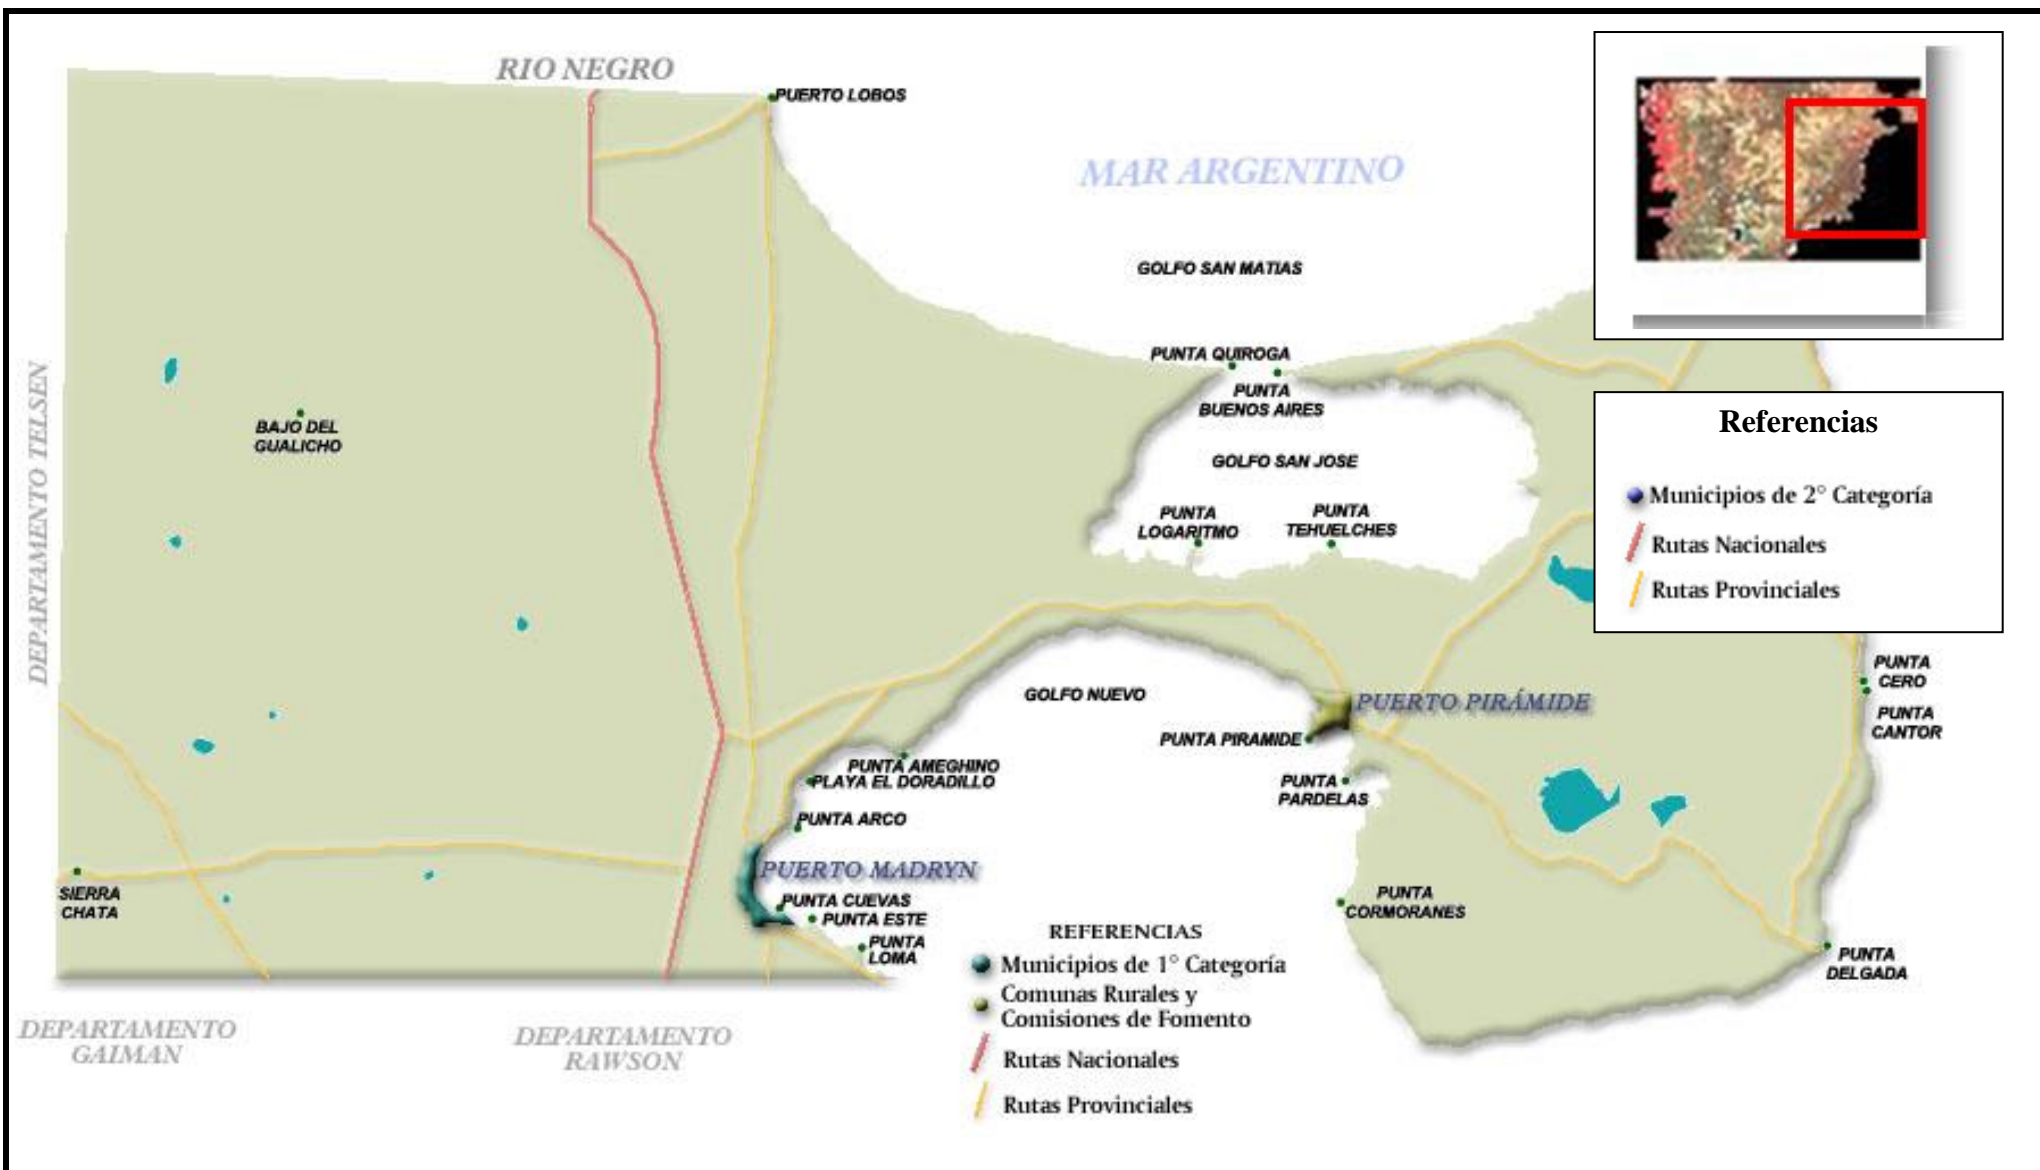 RIO NEGRO
PUERTO LOBOS
MAR ARGENTINO
GOLFO SAN MATIAS
PUNTA QUIROGA
PUNTA
BUENOS AIRES
Referencias
DEPARTAMENTO TELSEN
BAJO DEL
GUALICHO
GOLFO SAN JOSE
Municipios de 2° Categoría
PUNTA
LOGARITMO
PUNTA
TEHUELCHES
Rutas Nacionales
Rutas Provinciales
PUNTA
CERO
GOLFO NUEVO
PUERTO PIRÁMIDE
PUNTA
CANTOR
PUNTA PIRAMIDE
PUNTA AMEGHINO
PLAYA EL DORADILLO
PUNTA
PARDELAS
PUNTA ARCO
PUERTO MADRYN
SIERRA
CHATA
PUNTA CUEVAS
PUNTA ESTE
PUNTA
CORMORANES
PUNTA
LOMA
PUNTA
DELGADA
REFERENCIAS
Municipios de 1° Categoría
Comunas Rurales y
Comisiones de Fomento
Rutas Nacionales
Rutas Provinciales
DEPARTAMENTO
GAIMAN
DEPARTAMENTO
RAWSON